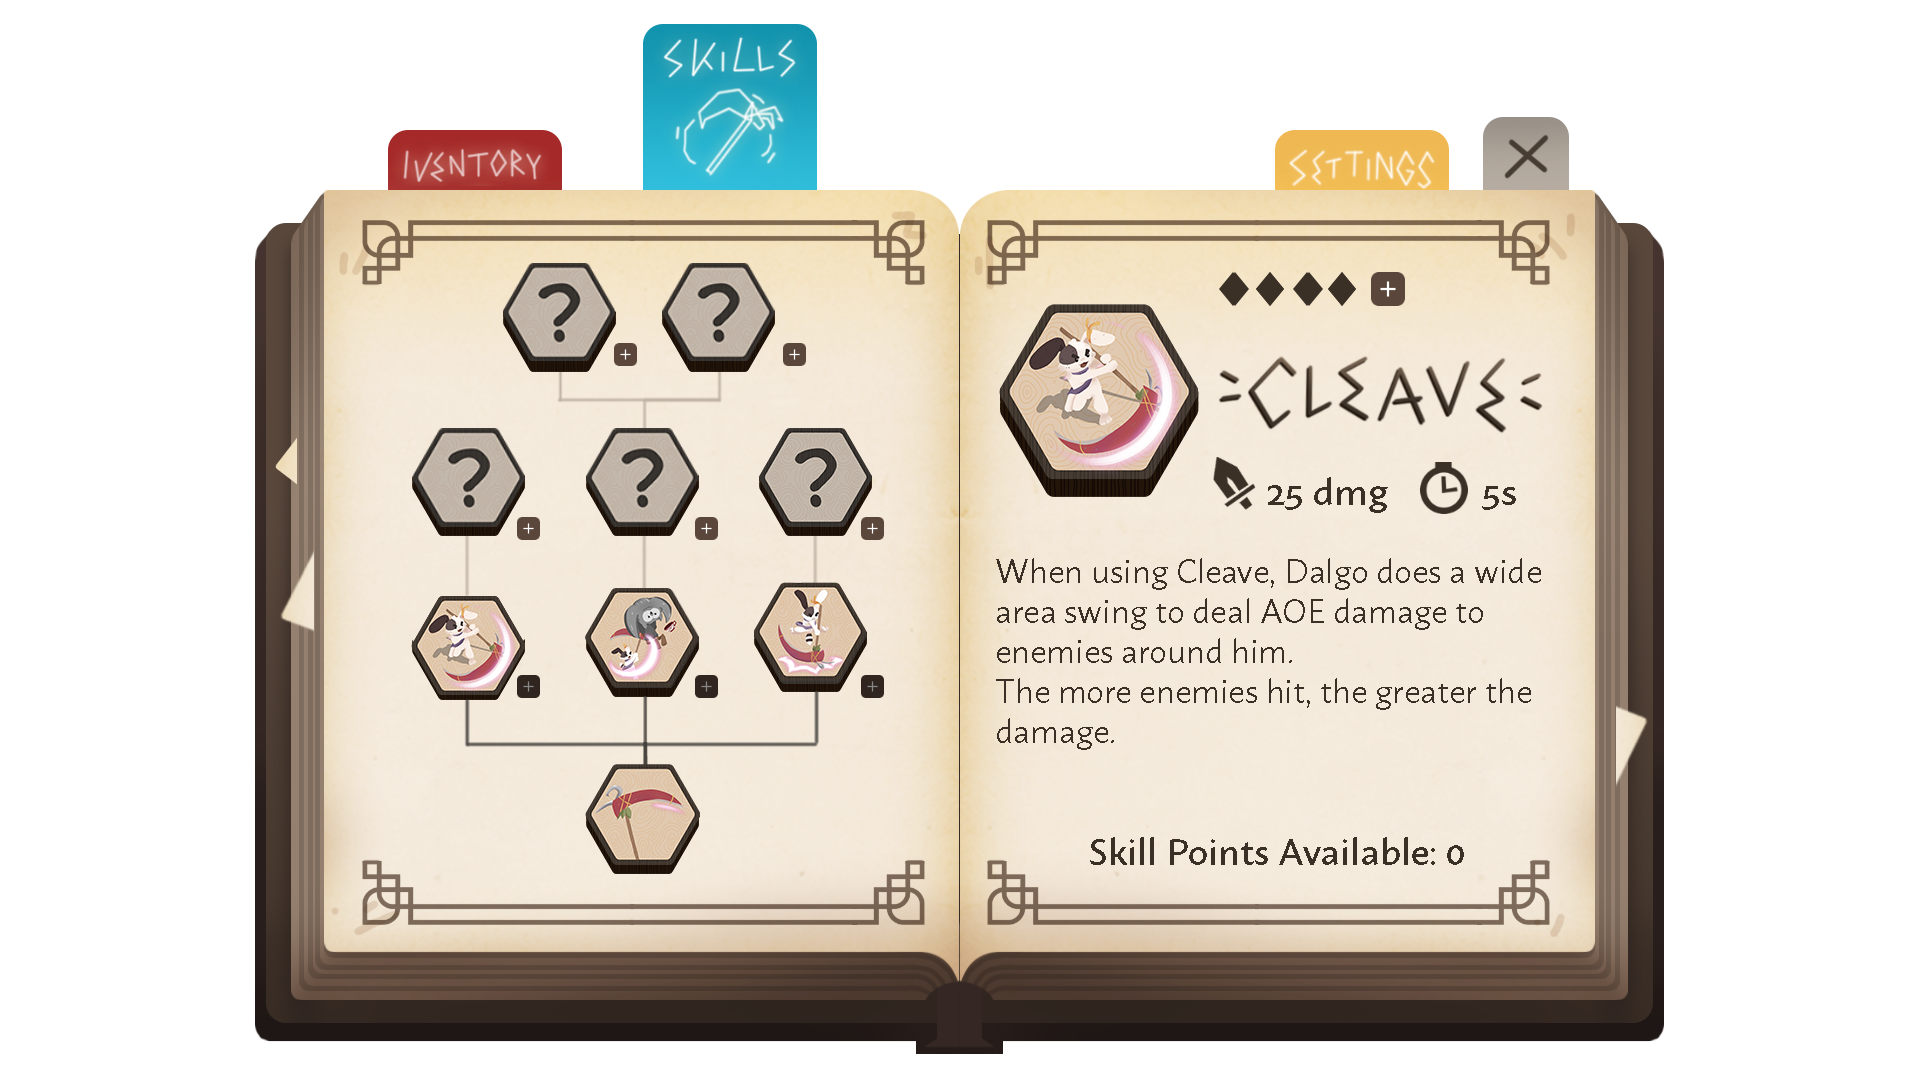 SKILLS
IVENTORY
SETTINGS
X
?
?
+
+
?
?
?
+
+
+
+
+
+
+
CLEAVE
25 dmg
5s
When using Cleave, Dalgo does a wide
area swing to deal AOE damage to
enemies around him.
The more enemies hit, the greater the
damage.
Skill Points Available: 0